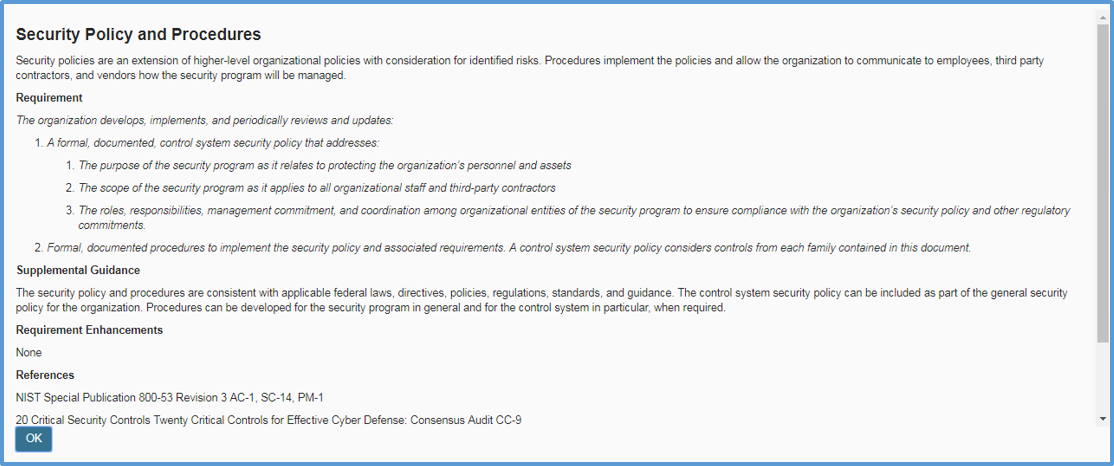 Security Policy and Procedures
Security policies are an extension of higher-level organizational policies with consideration for identified risks. Procedures implement the policies and allow the organization to communicate to employees, third party
contractors, and vendors how the security program will be managed.
Requirement
The organization develops, implements, and periodically reviews and updates:
1. A formal, documented, control system security policy that addresses:
1. The purpose of the security program as it relates to protecting the organization's personnel and assets
2. The scope of the security program as it applies to all organizational staff and third-party contractors
3. The roles, responsibilities, management commitment, and coordination among organizational entities of the security program to ensure compliance with the organization's security policy and other regulatory
commitments.
2. Formal, documented procedures to implement the security policy and associated requirements. A control system security policy considers controls from each family contained in this document.
Supplemental Guidance
The security policy and procedures are consistent with applicable federal laws, directives, policies, regulations, standards, and guidance. The control system security policy can be included as part of the general security
policy for the organization. Procedures can be developed for the security program in general and for the control system in particular, when required.
Requirement Enhancements
None
References
NIST Special Publication 800-53 Revision 3 AC-1, SC-14, PM-1
20 Critical Security Controls Twenty Critical Controls for Effective Cyber Defense: Consensus Audit CC-9
OK